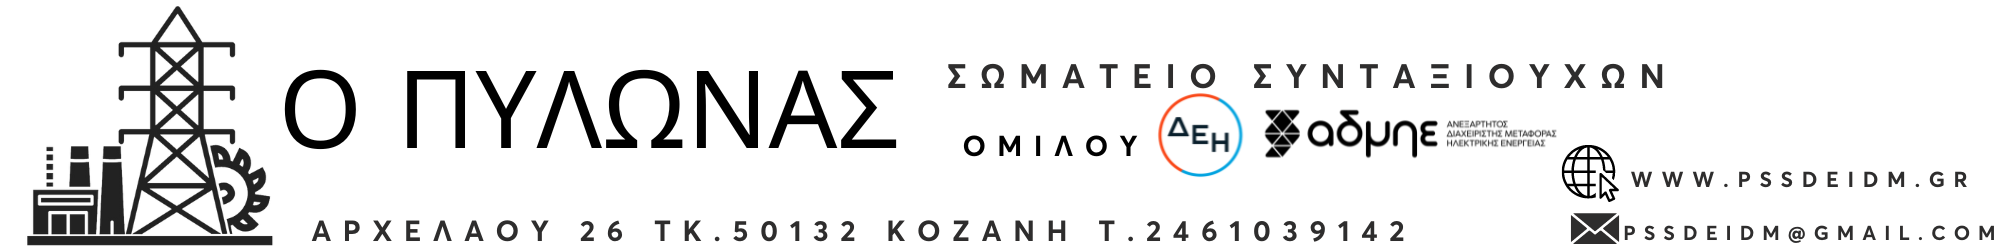 Ο ΠΥΛΩΝΑΣ
ΣΩΜΑΤΕΙΟ ΣΥΝΤΑΞΙΟΥΧΩΝ
ΟΜΙΛΟΥ ΔΕΗ αδμηε
ΑΝΕΞΑΡΤΗΤΟΣ
ΔΙΑΧΕΙΡΙΣΤΗΣ ΜΕΤΑΦΟΡΑΣ
ΗΛΕΚΤΡΙΚΗΣ ΕΝΕΡΓΕΙΑΣ
WWW.PSSDEIDM.GR
ΑΡΧΕΛΑΟΥ 26 ΤΚ.50132 ΚΟΖΑΝΗ Τ.2461039142
PSSDEIDM@GMAIL.COM